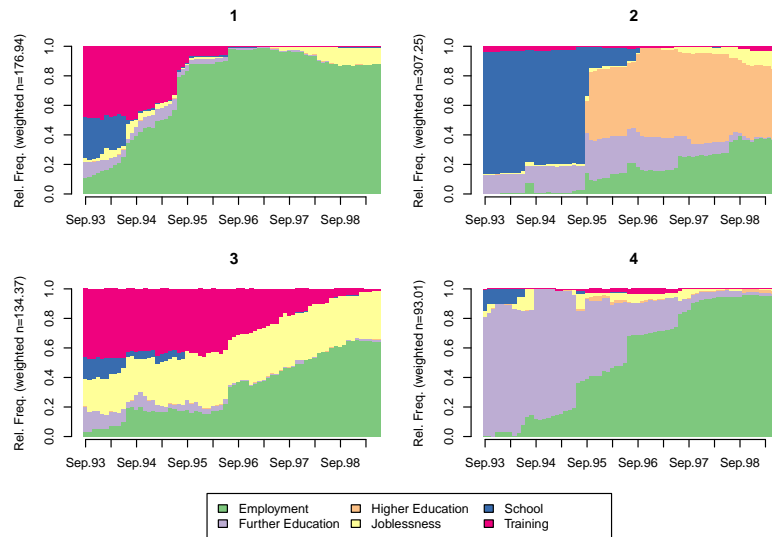 1
Rel. Freq. (weighted n=176.94)
0.0 0.2 0.4 0.6 0.8 1.0
Sep.93 Sep.94 Sep.95 Sep.96 Sep.97 Sep.98
2
Rel. Freq. (weighted n=307.25)
0.0 0.2 0.4 0.6 0.8 1.0
Sep.93 Sep.94 Sep.95 Sep.96 Sep.97 Sep.98
3
Rel. Freq. (weighted n=134.37)
0.0 0.2 0.4 0.6 0.8 1.0
Sep.93 Sep.94 Sep.95 Sep.96 Sep.97 Sep.98
4
Rel. Freq. (weighted n=93.01)
0.0 0.2 0.4 0.6 0.8 1.0
Sep.93 Sep.94 Sep.95 Sep.96 Sep.97 Sep.98
Employment Higher Education School
Further Education Joblessness Training